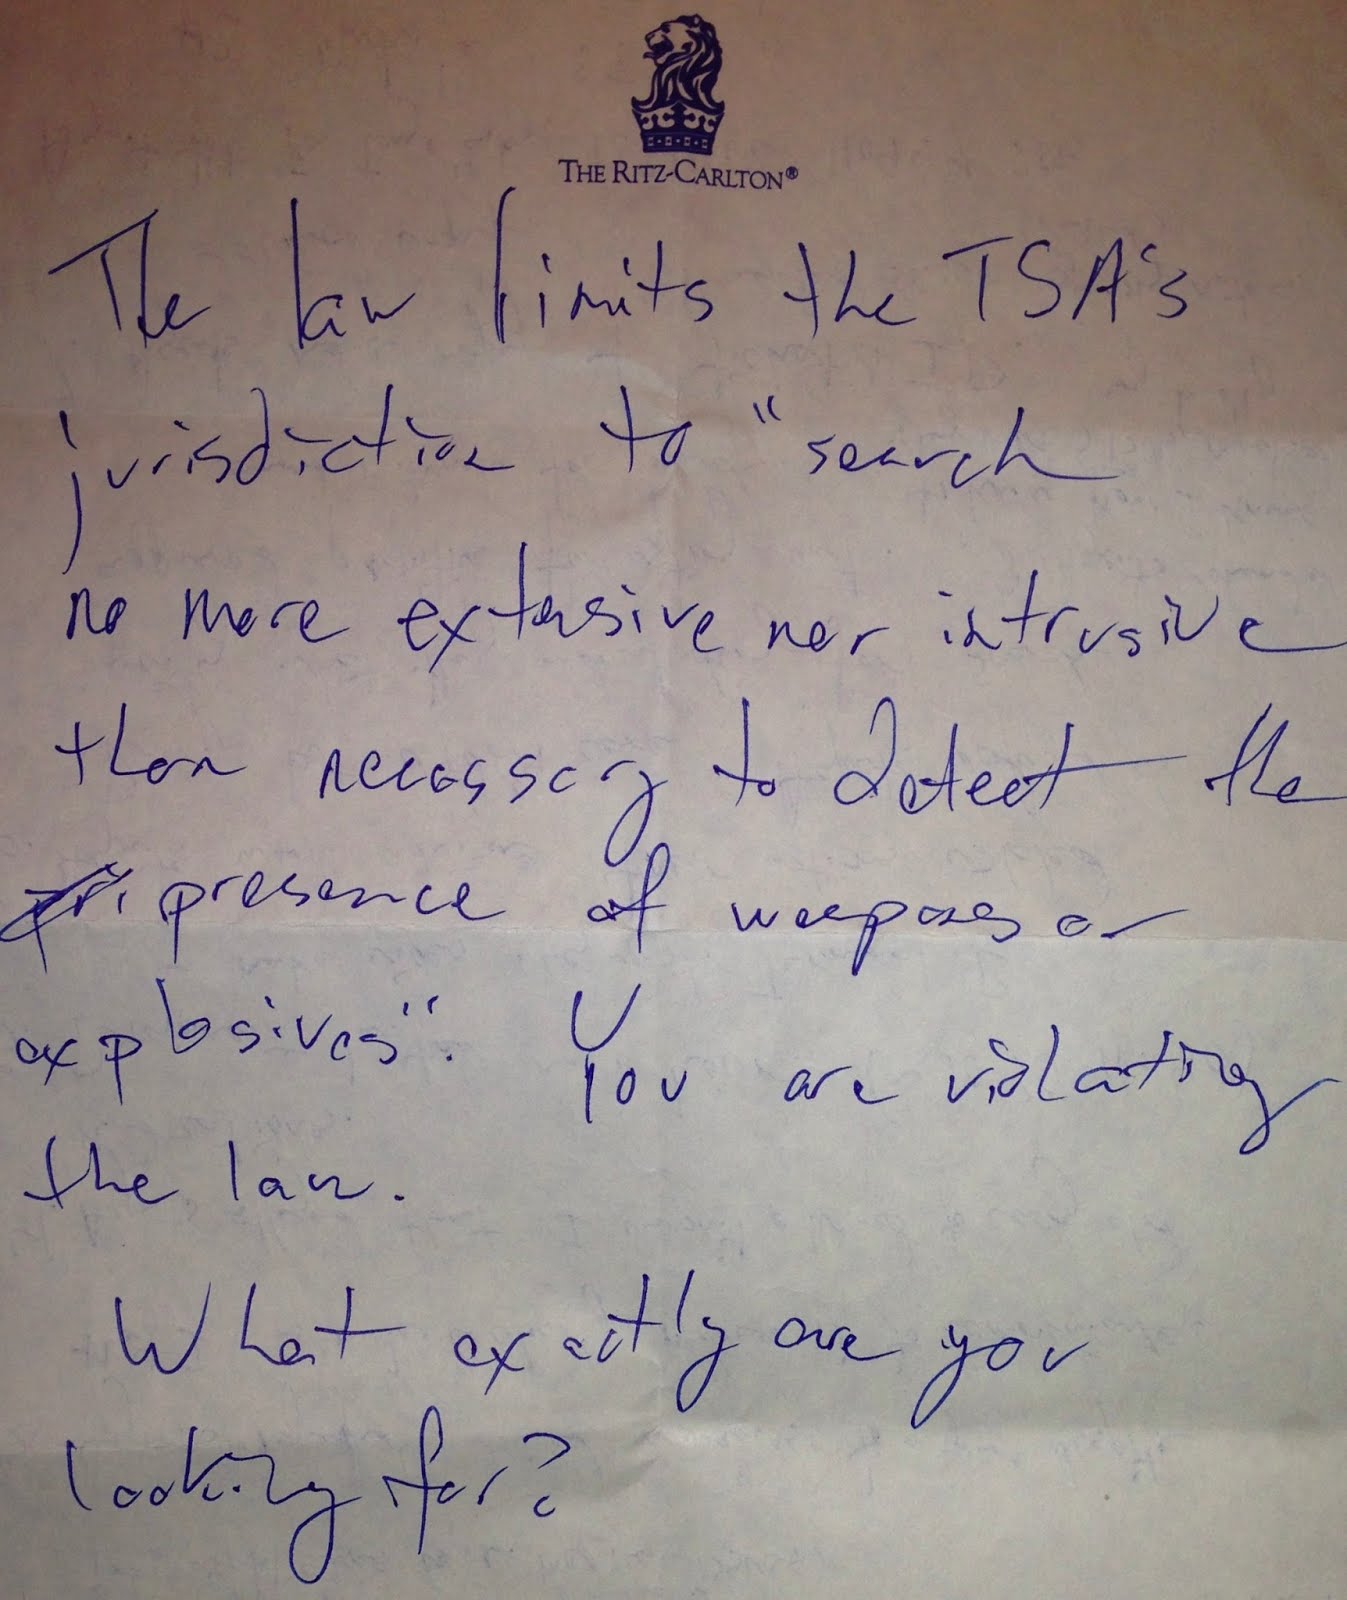 THE RITZ-CARLTON®
The law limits the TSA's
jurisdiction to "search
no more extensive nor intrusive
than necessary to detect the
presence of weapons or
explosives". You are violating
the law.
What exactly are you
looking for?